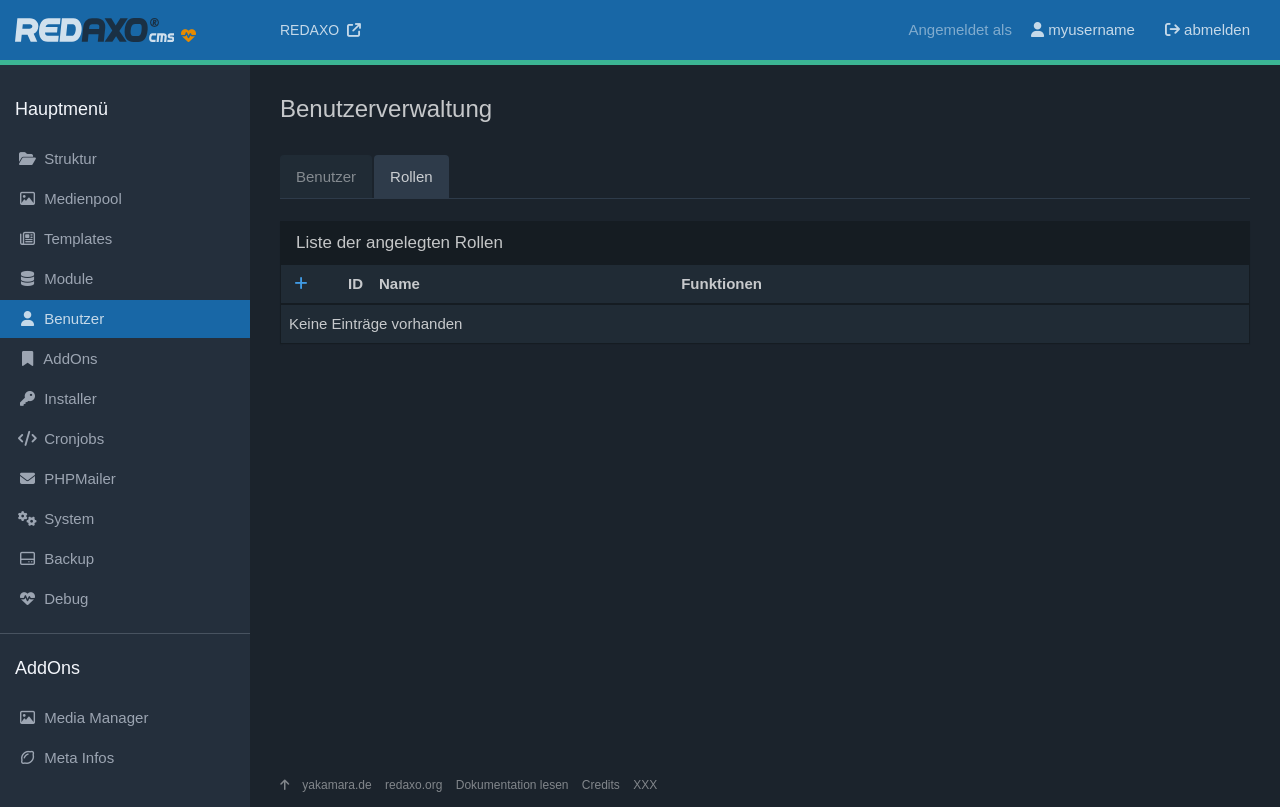 REDAXO® cms
REDAXO
Angemeldet als myusername abmelden
Hauptmenü
Struktur
Medienpool
Templates
Module
Benutzer
AddOns
Installer
Cronjobs
PHPMailer
System
Backup
Debug
AddOns
Media Manager
Meta Infos
Benutzerverwaltung
Benutzer Rollen
Liste der angelegten Rollen
ID Name Funktionen
Keine Einträge vorhanden
yakamara.de redaxo.org Dokumentation lesen Credits XXX